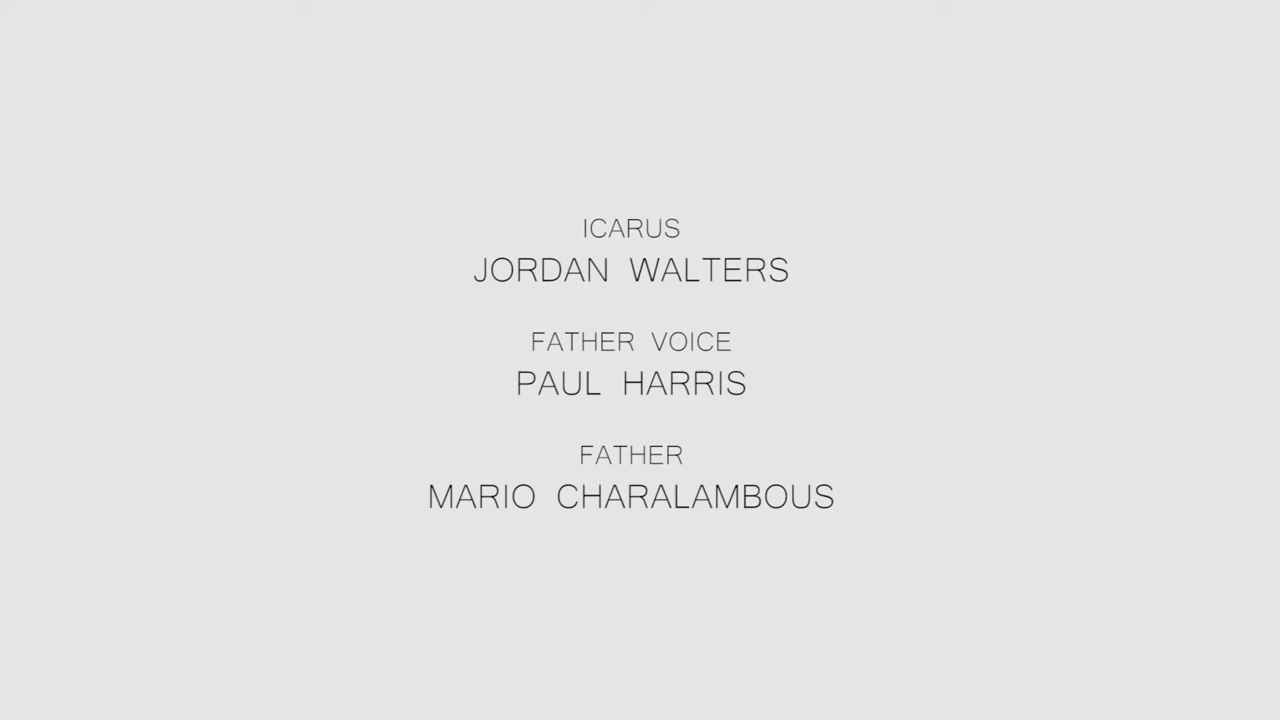 ICARUS
JORDAN WALTERS
FATHER VOICE
PAUL HARRIS
FATHER
MARIO CHARALAMBOUS